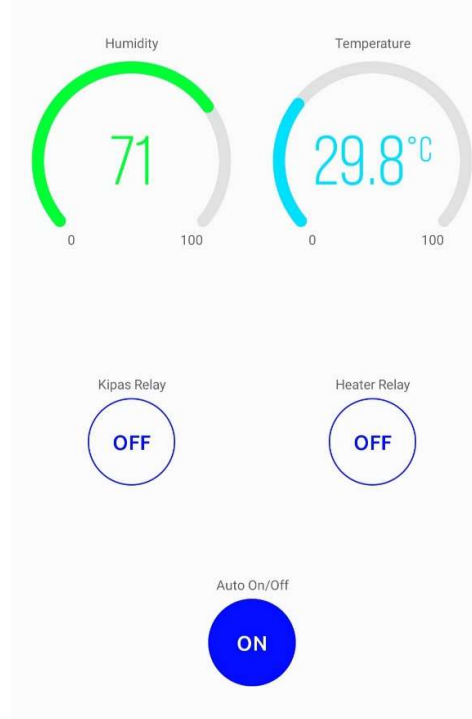 Humidity
Temperature
71
29.8°C
0
100
0
100
Kipas Relay
Heater Relay
OFF
OFF
Auto On/Off
ON